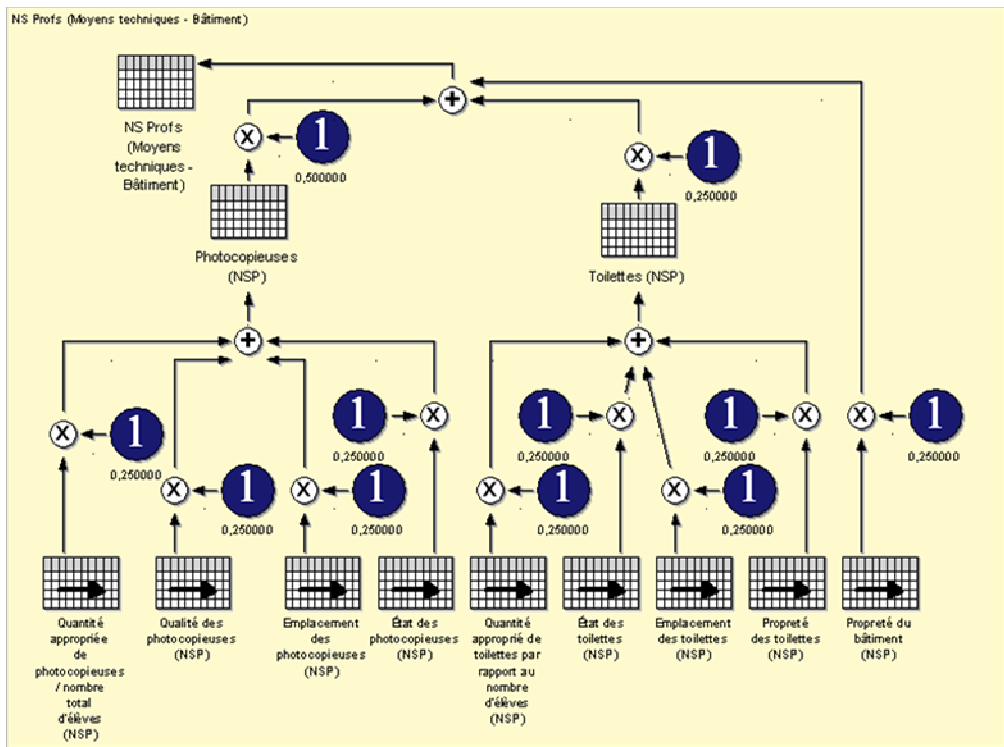 NS Profs (Moyens techniques - Bâtiment)
+
NS Profs
(Moyens
techniques -
Bâtiment)
X
1
0,500000
X
1
0,250000
Photocopieuses
(NSP)
Toilettes (NSP)
+
+
X
1
0,250000
X
1
0,250000
X
1
0,250000
1
X
0,250000
X
1
0,250000
1
X
0,250000
X
1
0,250000
1
X
0,250000
X
1
0,250000
Quantité
appropriée
de
photocopieuses
/ nombre
total
d'élèves
(NSP)
Qualité des
photocopieuses
(NSP)
Emplacement
des
photocopieuses
(NSP)
État des
photocopieuses
(NSP)
Quantité
approprié de
toilettes par
rapport au
nombre
d'élèves
(NSP)
État des
toilettes
(NSP)
Emplacement
des toilettes
(NSP)
Propreté
des toilettes
(NSP)
Propreté du
bâtiment
(NSP)